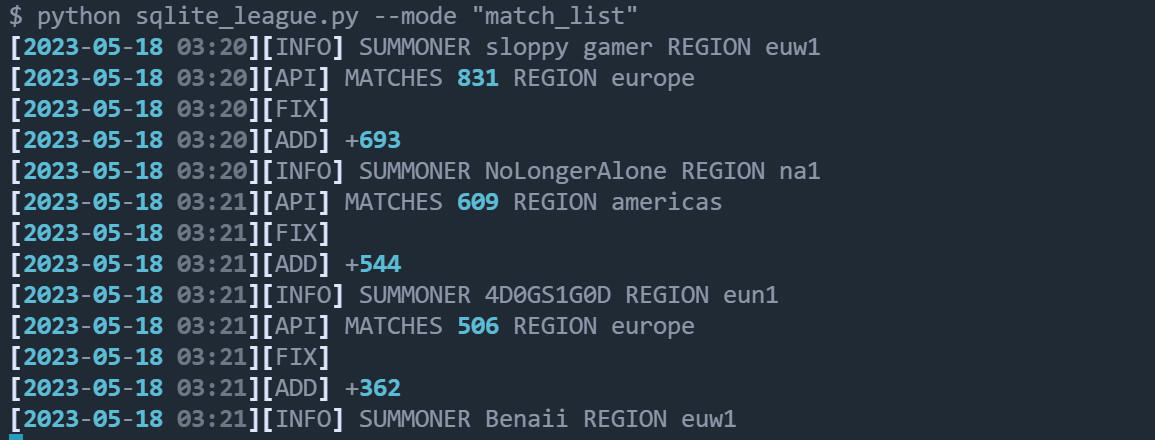 $ python sqlite_league.py --mode "match_list"
[2023-05-18 03:20][INFO] SUMMONER sloppy gamer REGION euw1
[2023-05-18 03:20][API] MATCHES 831 REGION europe
[2023-05-18 03:20][FIX]
[2023-05-18 03:20][ADD] +693
[2023-05-18 03:20][INFO] SUMMONER NoLongerAlone REGION na1
[2023-05-18 03:21][API] MATCHES 609 REGION americas
[2023-05-18 03:21][FIX]
[2023-05-18 03:21][ADD] +544
[2023-05-18 03:21][INFO] SUMMONER 4D0GS1G0D REGION eun1
[2023-05-18 03:21][API] MATCHES 506 REGION europe
[2023-05-18 03:21][FIX]
[2023-05-18 03:21][ADD] +362
[2023-05-18 03:21][INFO] SUMMONER Benaii REGION euw1